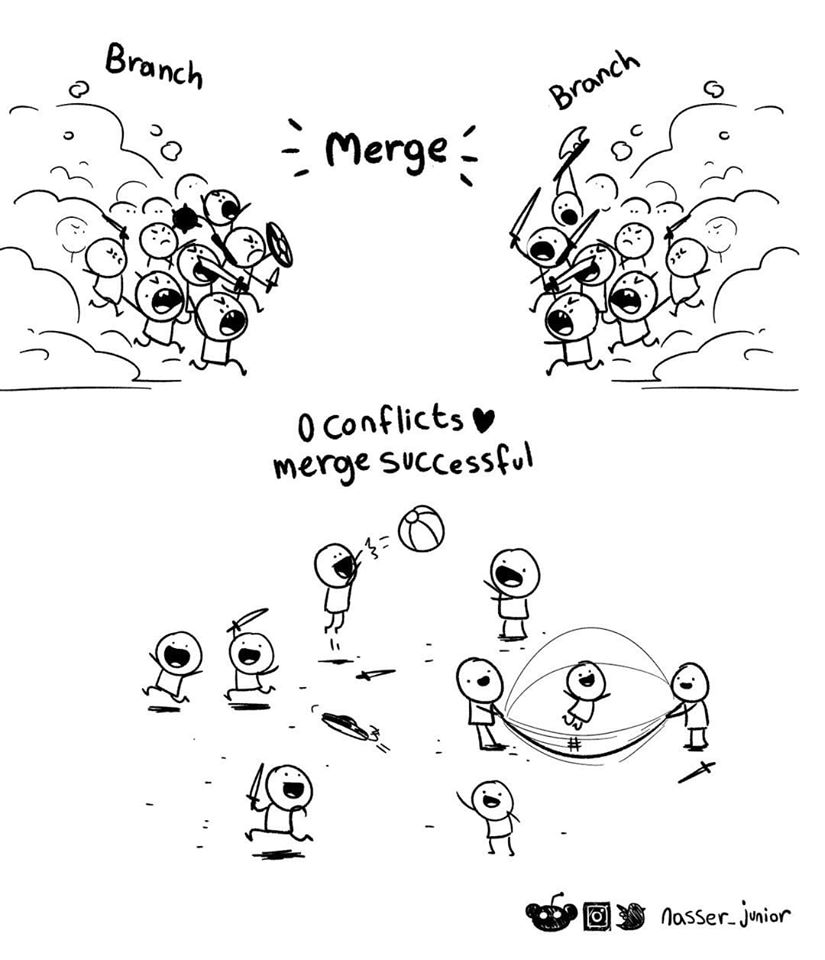 Branch
Branch
Merge
0 conflicts ♥
merge successful
nasser_junior